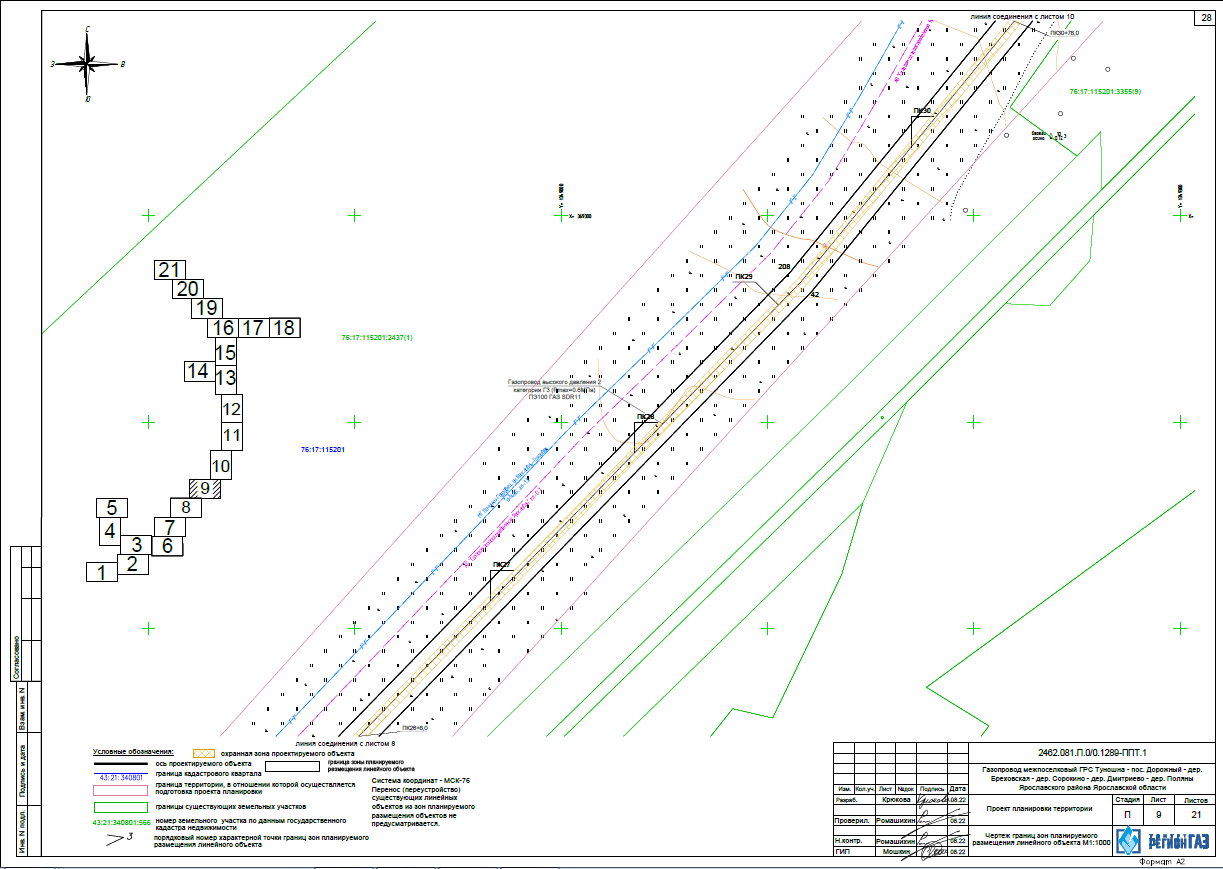 28
линия соединения с листом 10
ПК30+78,0
С
З
В
Ю
76:17:115201:3355(9)
ПК30
21
20
19
16 17 18
15
14
13
12
11
10
9
8
7
6
5
4
3
2
1
208
ПК29
42
76:17:115201:2437(1)
Газопровод высокого давления 2
категории Г3 (Pmax=0.6МПа)
ПЭ100 ГАЗ SDR11
ПК28
76:17:115201
ПК27
ПК26+8,0
линия соединения с листом 8
Согласовано
Взам. инв. N
Подпись и дата
Инв. N подл.
Условные обозначения:
охранная зона проектируемого объекта
ось проектируемого объекта
граница зоны планируемого
размещения линейного объекта
43:21:340801
граница кадастрового квартала
граница территории, в отношении которой осуществляется
подготовка проекта планировки
границы существующих земельных участков
43:21:340801:566
номер земельного участка по данным государственного
кадастра недвижимости
3
порядковый номер характерной точки границ зон планируемого
размещения линейного объекта
Система координат - МСК-76
Перенос (переустройство)
существующих линейных
объектов из зон планируемого
размещения объектов не
предусматривается.
2462.081.П.0/0.1289-ППТ.1
Газопровод межпоселковый ГРС Туношна - пос. Дорожный - дер.
Бреховская - дер. Сорокино - дер. Дмитриево - дер. Поляны
Ярославского района Ярославской области
Изм. Кол.уч. Лист №док. Подпись Дата
Разраб. Крюкова 08.22
Проверил. Ромашихин 08.22
Н.контр. Ромашихин 08.22
ГИП Мошкин 08.22
Проект планировки территории
Стадия Лист Листов
П 9 21
Чертеж границ зон планируемого
размещения линейного объекта М1:1000
РЕГИОНГАЗ
Формат А2